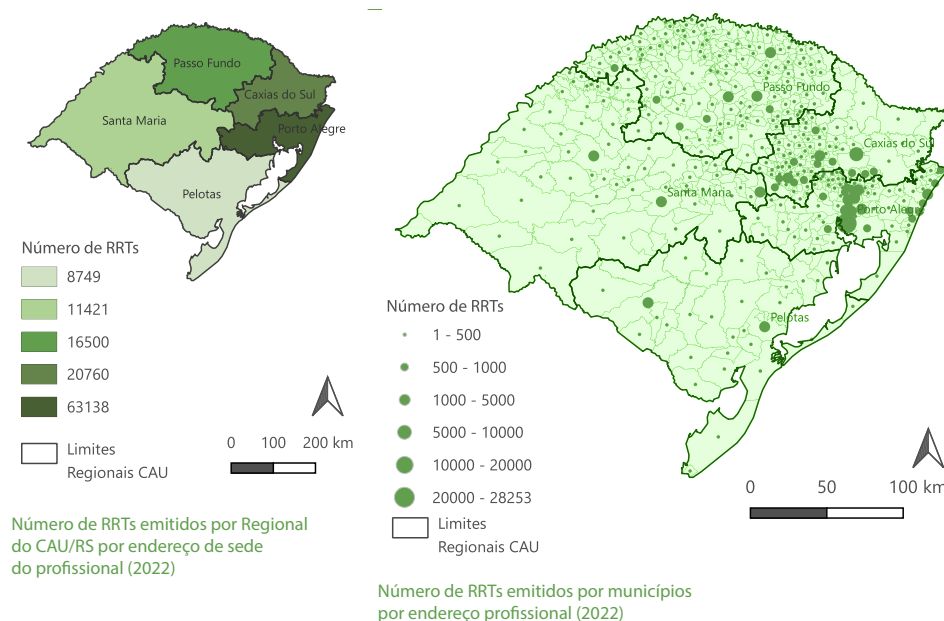 Passo Fundo
Caxias do Sul
Santa Maria
Porto Alegre
Pelotas
Número de RRTs
8749
11421
16500
20760
63138
Limites
Regionais CAU
0 100 200 km
Número de RRTs emitidos por Regional
do CAU/RS por endereço de sede
do profissional (2022)
Passo Fundo
Caxias do Sul
Santa Maria
Porto Alegre
Pelotas
Número de RRTs
1 - 500
500 - 1000
1000 - 5000
5000 - 10000
10000 - 20000
20000 - 28253
Limites
Regionais CAU
0 50 100 km
Número de RRTs emitidos por municípios
por endereço profissional (2022)